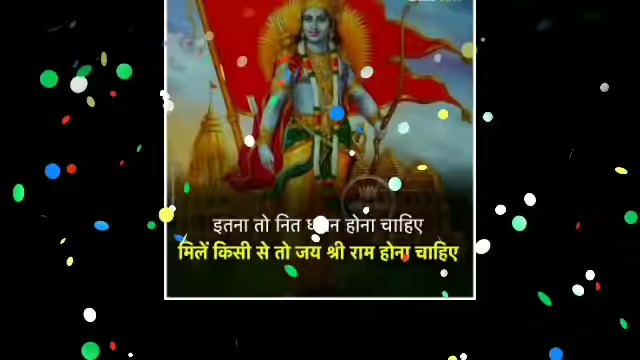 इतना तो नित ध्यान होना चाहिए
मिलें किसी से तो जय श्री राम होना चाहिए